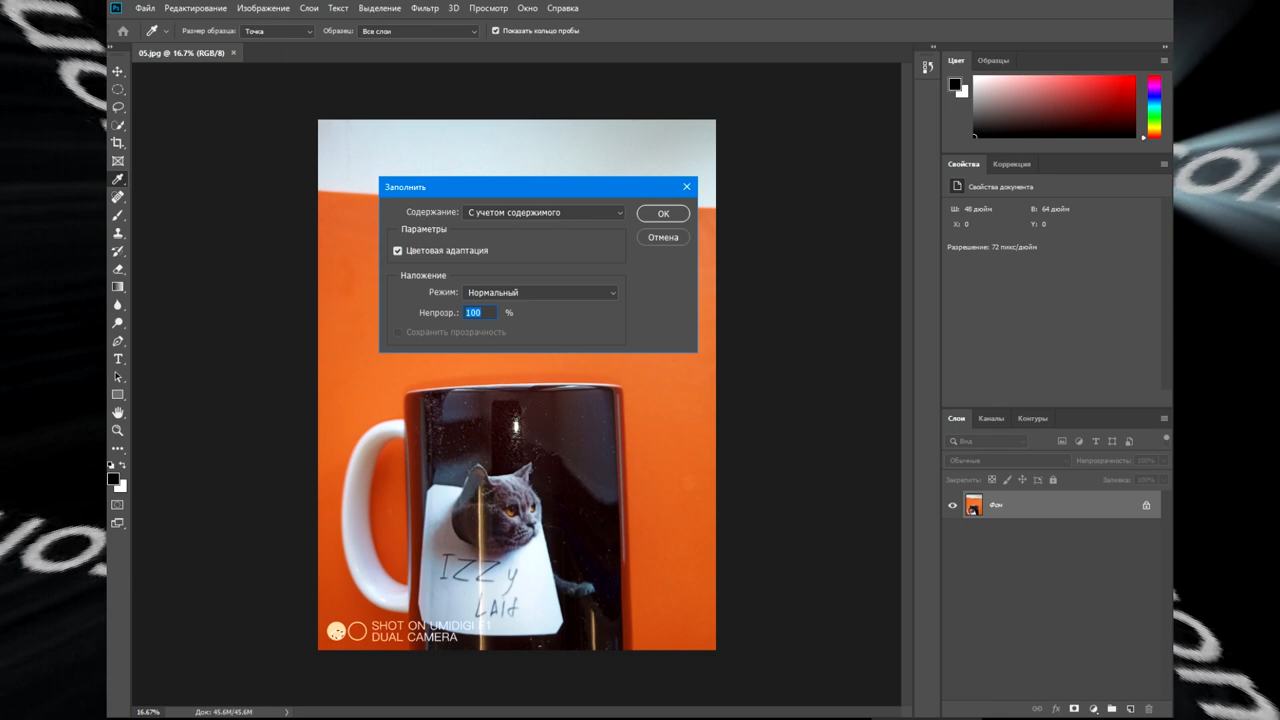 Ps Файл Редактирование Изображение Слои Текст Выделение Фильтр 3D Просмотр Окно Справка
Размер образца: Точка Образец: Все слои Показать кольцо пробы
05.jpg @ 16.7% (RGB/8) ×
Цвет Образцы
Заполнить
Содержание: С учетом содержимого OK
Параметры
Отмена
Цветовая адаптация
Наложение
Режим: Нормальный
Непрозр.: 100 %
Сохранить прозрачность
Свойства Коррекция
Свойства документа
Ш: 48 дюйм В: 64 дюйм
X: 0 Y: 0
Разрешение: 72 пикс/дюйм
Слои Каналы Контуры
Вид
Обычные Непрозрачность: 100%
Закрепить: Заливка: 100%
fx
Фон
IZZy
LAIf
SHOT ON UMIDIGI F1
DUAL CAMERA
16.67% Док: 45.6M/45.6M